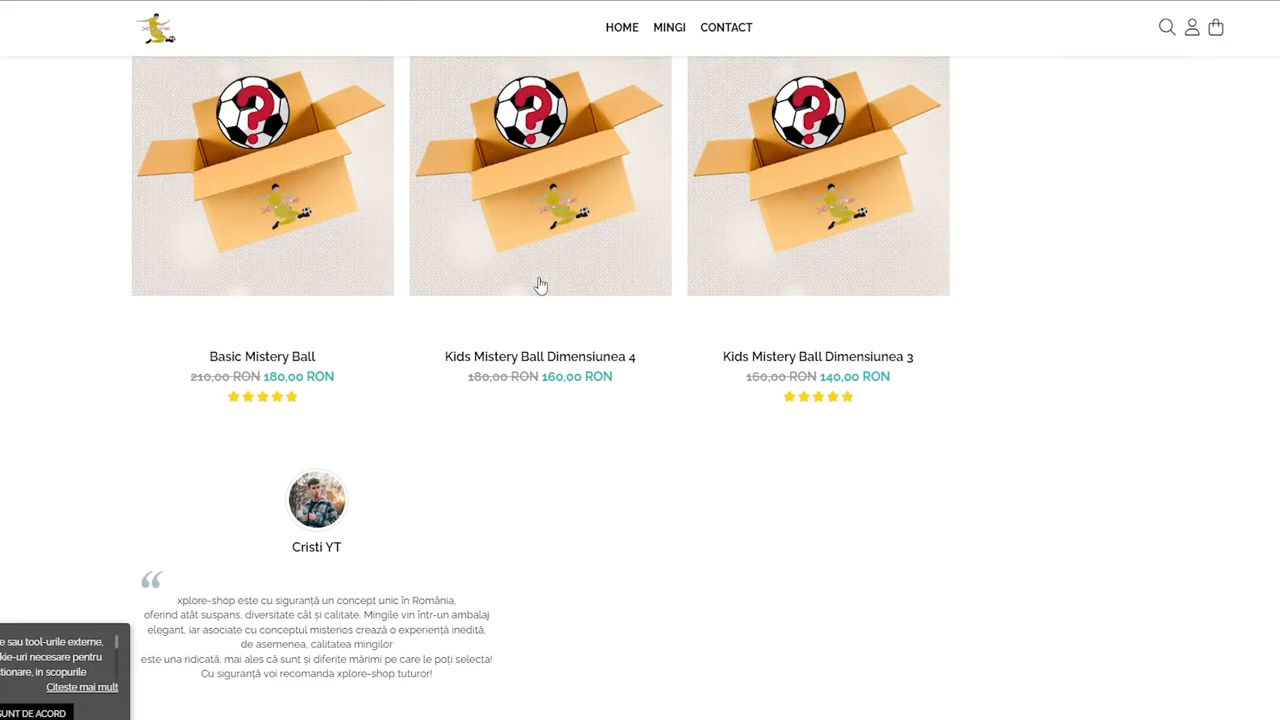 HOME MINGI CONTACT
?
?
?
Basic Mistery Ball
210,00 RON 180,00 RON
Kids Mistery Ball Dimensiunea 4
180,00 RON 160,00 RON
Kids Mistery Ball Dimensiunea 3
160,00 RON 140,00 RON
Cristi YT
“
xplore-shop este cu siguranță un concept unic în România,
oferind atât suspans, diversitate cât și calitate. Mingile vin într-un ambalaj
elegant, iar asociate cu conceptul misterios crează o experiență inedită,
de asemenea, calitatea mingilor
este una ridicată, mai ales că sunt și diferite mărimi pe care le poți selecta!
Cu siguranță voi recomanda xplore-shop tuturor!
e sau tool-urile externe,
kie-uri necesare pentru
ctionare, in scopurile
Citeste mai mult
SUNT DE ACORD